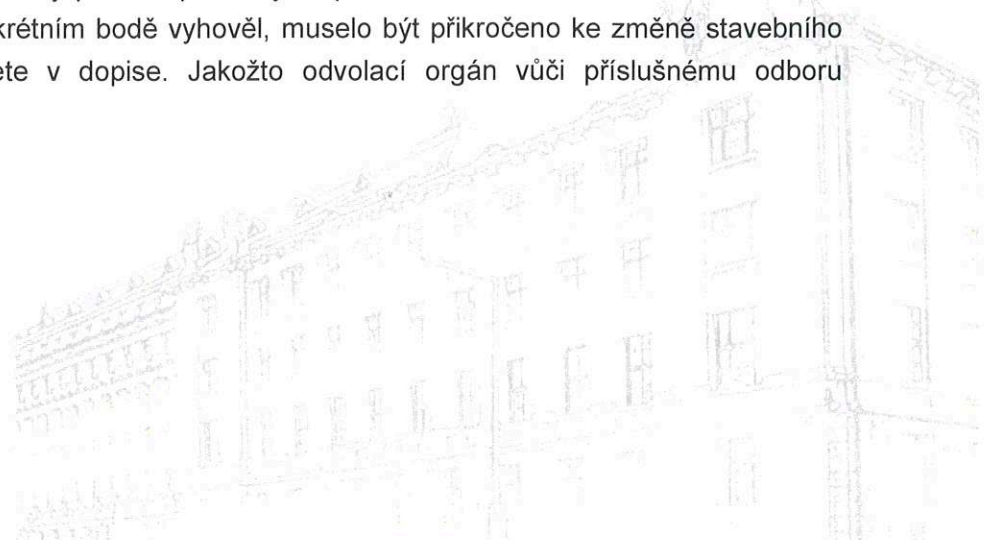 krétním bodě vyhověl, muselo být přikročeno ke změně stavebního
ete v dopise. Jakožto odvolací orgán vůči příslušnému odboru